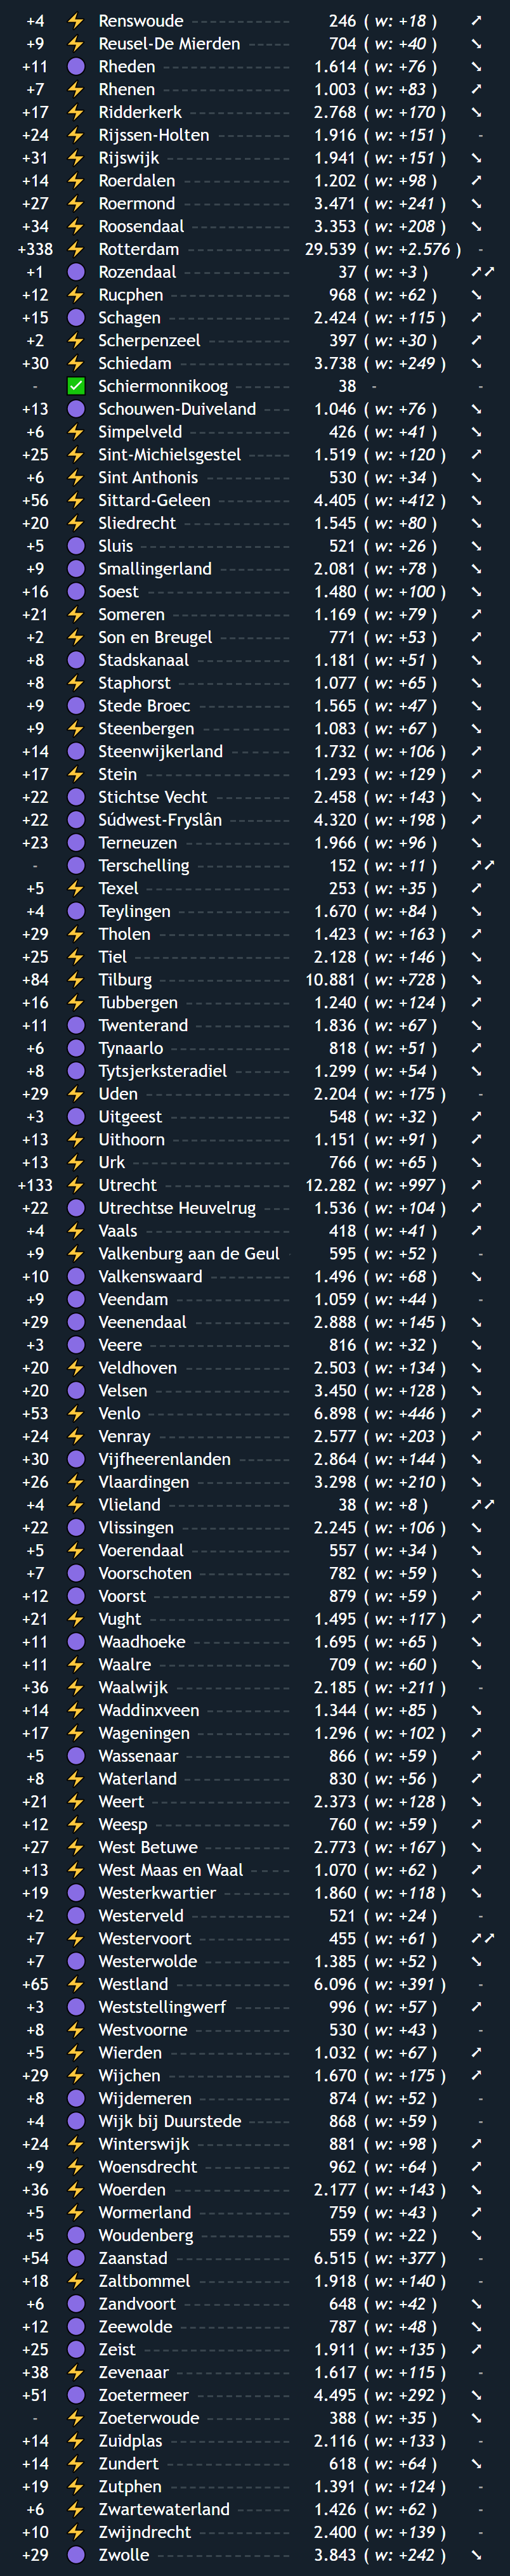 +4 ⚡ Renswoude ------- 246 ( w: +18 ) ↗
+9 ⚡ Reusel-De Mierden ---- 704 ( w: +40 ) ↘
+11 🟣 Rheden ---------- 1.614 ( w: +76 ) ↘
+7 ⚡ Rhenen ---------- 1.003 ( w: +83 ) ↗
+17 ⚡ Ridderkerk -------- 2.768 ( w: +170 ) ↘
+24 ⚡ Rijssen-Holten ------ 1.916 ( w: +151 ) -
+31 ⚡ Rijswijk ---------- 1.941 ( w: +151 ) ↘
+14 ⚡ Roerdalen -------- 1.202 ( w: +98 ) ↗
+27 ⚡ Roermond -------- 3.471 ( w: +241 ) ↘
+34 ⚡ Roosendaal ------- 3.353 ( w: +208 ) ↘
+338 ⚡ Rotterdam -------- 29.539 ( w: +2.576 ) -
+1 🟣 Rozendaal -------- 37 ( w: +3 ) ↗↗
+12 ⚡ Rucphen --------- 968 ( w: +62 ) ↘
+15 🟣 Schagen ---------- 2.424 ( w: +115 ) ↗
+2 ⚡ Scherpenzeel ------ 397 ( w: +30 ) ↗
+30 ⚡ Schiedam -------- 3.738 ( w: +249 ) ↘
- ✅ Schiermonnikoog ---- 38 - -
+13 🟣 Schouwen-Duiveland --- 1.046 ( w: +76 ) ↘
+6 ⚡ Simpelveld -------- 426 ( w: +41 ) ↘
+25 ⚡ Sint-Michielsgestel ---- 1.519 ( w: +120 ) ↗
+6 ⚡ Sint Anthonis ------- 530 ( w: +34 ) ↘
+56 ⚡ Sittard-Geleen ------ 4.405 ( w: +412 ) ↘
+20 ⚡ Sliedrecht --------- 1.545 ( w: +80 ) ↘
+5 🟣 Sluis ------------ 521 ( w: +26 ) ↘
+9 🟣 Smallingerland ----- 2.081 ( w: +78 ) ↘
+16 🟣 Soest ------------ 1.480 ( w: +100 ) ↘
+21 ⚡ Someren --------- 1.169 ( w: +79 ) ↗
+2 ⚡ Son en Breugel ----- 771 ( w: +53 ) ↗
+8 🟣 Stadskanaal ------- 1.181 ( w: +51 ) ↘
+8 ⚡ Staphorst --------- 1.077 ( w: +65 ) ↘
+9 🟣 Stede Broec ------- 1.565 ( w: +47 ) ↘
+9 ⚡ Steenbergen ------ 1.083 ( w: +67 ) ↘
+14 🟣 Steenwijkerland ---- 1.732 ( w: +106 ) ↗
+17 ⚡ Stein ------------ 1.293 ( w: +129 ) ↗
+22 🟣 Stichtse Vecht ------ 2.458 ( w: +143 ) ↘
+22 🟣 Súdwest-Fryslân ----- 4.320 ( w: +198 ) ↗
+23 🟣 Terneuzen -------- 1.966 ( w: +96 ) ↘
- 🟣 Terschelling ------- 152 ( w: +11 ) ↗↗
+5 ⚡ Texel ------------ 253 ( w: +35 ) ↗
+4 🟣 Teylingen --------- 1.670 ( w: +84 ) ↘
+29 ⚡ Tholen ----------- 1.423 ( w: +163 ) ↗
+25 ⚡ Tiel ------------- 2.128 ( w: +146 ) ↘
+84 ⚡ Tilburg ----------- 10.881 ( w: +728 ) ↘
+16 ⚡ Tubbergen -------- 1.240 ( w: +124 ) ↗
+11 🟣 Twenterand ------- 1.836 ( w: +67 ) ↘
+6 🟣 Tynaarlo ---------- 818 ( w: +51 ) ↗
+8 🟣 Tytsjerksteradiel ---- 1.299 ( w: +54 ) ↘
+29 ⚡ Uden ------------ 2.204 ( w: +175 ) -
+3 🟣 Uitgeest ---------- 548 ( w: +32 ) ↗
+13 ⚡ Uithoorn --------- 1.151 ( w: +91 ) ↗
+13 ⚡ Urk ------------- 766 ( w: +65 ) ↘
+133 ⚡ Utrecht ---------- 12.282 ( w: +997 ) ↗
+22 🟣 Utrechtse Heuvelrug --- 1.536 ( w: +104 ) ↗
+4 ⚡ Vaals ------------ 418 ( w: +41 ) ↗
+9 ⚡ Valkenburg aan de Geul - 595 ( w: +52 ) -
+10 🟣 Valkenswaard ------ 1.496 ( w: +68 ) ↘
+9 🟣 Veendam --------- 1.059 ( w: +44 ) -
+29 🟣 Veenendaal ------- 2.888 ( w: +145 ) ↘
+3 🟣 Veere ------------ 816 ( w: +32 ) ↘
+20 ⚡ Veldhoven -------- 2.503 ( w: +134 ) ↘
+20 🟣 Velsen ----------- 3.450 ( w: +128 ) ↘
+53 ⚡ Venlo ------------ 6.898 ( w: +446 ) ↗
+24 ⚡ Venray ----------- 2.577 ( w: +203 ) ↗
+30 🟣 Vijfheerenlanden ---- 2.864 ( w: +144 ) ↘
+26 ⚡ Vlaardingen ------- 3.298 ( w: +210 ) ↘
+4 ⚡ Vlieland ---------- 38 ( w: +8 ) ↗↗
+22 🟣 Vlissingen --------- 2.245 ( w: +106 ) ↘
+5 ⚡ Voerendaal ------- 557 ( w: +34 ) ↘
+7 🟣 Voorschoten ------- 782 ( w: +59 ) ↘
+12 🟣 Voorst ----------- 879 ( w: +59 ) ↗
+21 ⚡ Vught ------------ 1.495 ( w: +117 ) ↗
+11 🟣 Waadhoeke ------- 1.695 ( w: +65 ) ↘
+11 ⚡ Waalre ----------- 709 ( w: +60 ) ↘
+36 ⚡ Waalwijk --------- 2.185 ( w: +211 ) -
+14 ⚡ Waddinxveen ------ 1.344 ( w: +85 ) ↘
+17 ⚡ Wageningen ------- 1.296 ( w: +102 ) ↗
+5 🟣 Wassenaar -------- 866 ( w: +59 ) ↗
+8 ⚡ Waterland -------- 830 ( w: +56 ) ↗
+21 ⚡ Weert ------------ 2.373 ( w: +128 ) ↘
+12 ⚡ Weesp ----------- 760 ( w: +59 ) ↗
+27 ⚡ West Betuwe ------ 2.773 ( w: +167 ) ↘
+13 ⚡ West Maas en Waal --- 1.070 ( w: +62 ) ↗
+19 🟣 Westerkwartier ----- 1.860 ( w: +118 ) ↘
+2 🟣 Westerveld -------- 521 ( w: +24 ) -
+7 ⚡ Westervoort ------- 455 ( w: +61 ) ↗↗
+7 🟣 Westerwolde ------ 1.385 ( w: +52 ) ↘
+65 ⚡ Westland --------- 6.096 ( w: +391 ) -
+3 🟣 Weststellingwerf ---- 996 ( w: +57 ) ↗
+8 ⚡ Westvoorne ------- 530 ( w: +43 ) -
+5 ⚡ Wierden ---------- 1.032 ( w: +67 ) ↗
+29 ⚡ Wijchen ---------- 1.670 ( w: +175 ) ↗
+8 🟣 Wijdemeren ------- 874 ( w: +52 ) -
+4 🟣 Wijk bij Duurstede ---- 868 ( w: +59 ) -
+24 ⚡ Winterswijk ------- 881 ( w: +98 ) ↗
+9 ⚡ Woensdrecht ------ 962 ( w: +64 ) ↗
+36 ⚡ Woerden --------- 2.177 ( w: +143 ) ↘
+5 ⚡ Wormerland ------- 759 ( w: +43 ) ↗
+5 🟣 Woudenberg ------ 559 ( w: +22 ) ↘
+54 🟣 Zaanstad --------- 6.515 ( w: +377 ) -
+18 ⚡ Zaltbommel ------- 1.918 ( w: +140 ) -
+6 🟣 Zandvoort -------- 648 ( w: +42 ) ↘
+12 🟣 Zeewolde --------- 787 ( w: +48 ) ↘
+25 🟣 Zeist ------------ 1.911 ( w: +135 ) ↗
+38 ⚡ Zevenaar --------- 1.617 ( w: +115 ) -
+51 🟣 Zoetermeer ------- 4.495 ( w: +292 ) ↘
- ⚡ Zoeterwoude ------ 388 ( w: +35 ) ↘
+14 ⚡ Zuidplas ---------- 2.116 ( w: +133 ) -
+14 ⚡ Zundert ---------- 618 ( w: +64 ) ↘
+19 ⚡ Zutphen ---------- 1.391 ( w: +124 ) -
+6 ⚡ Zwartewaterland ---- 1.426 ( w: +62 ) -
+10 ⚡ Zwijndrecht ------- 2.400 ( w: +139 ) -
+29 🟣 Zwolle ----------- 3.843 ( w: +242 ) ↘